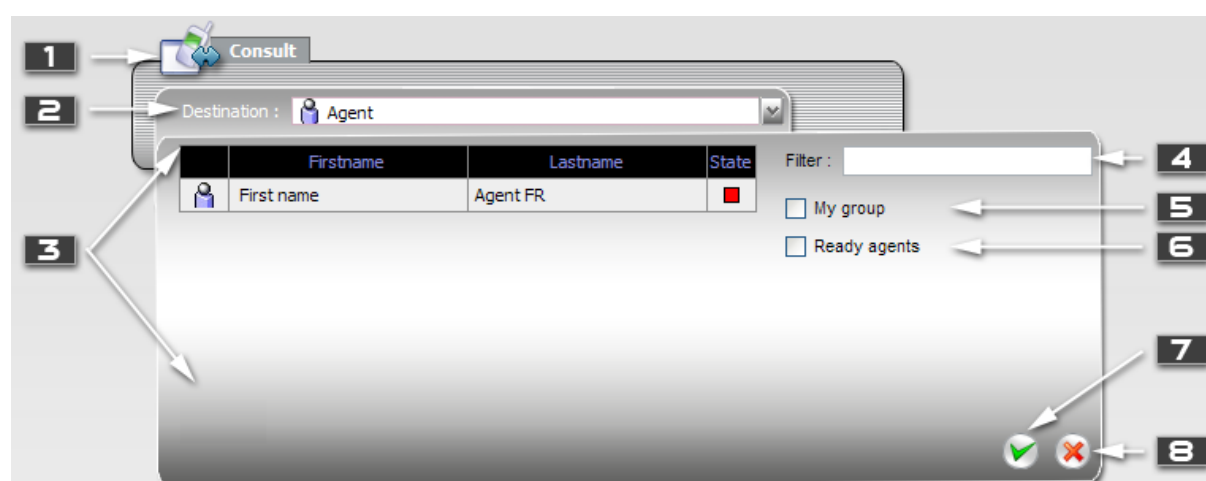 1 Consult
2 Destination : Agent
Firstname Lastname State Filter : 4
First name Agent FR My group 5
3 Ready agents 6
7
8